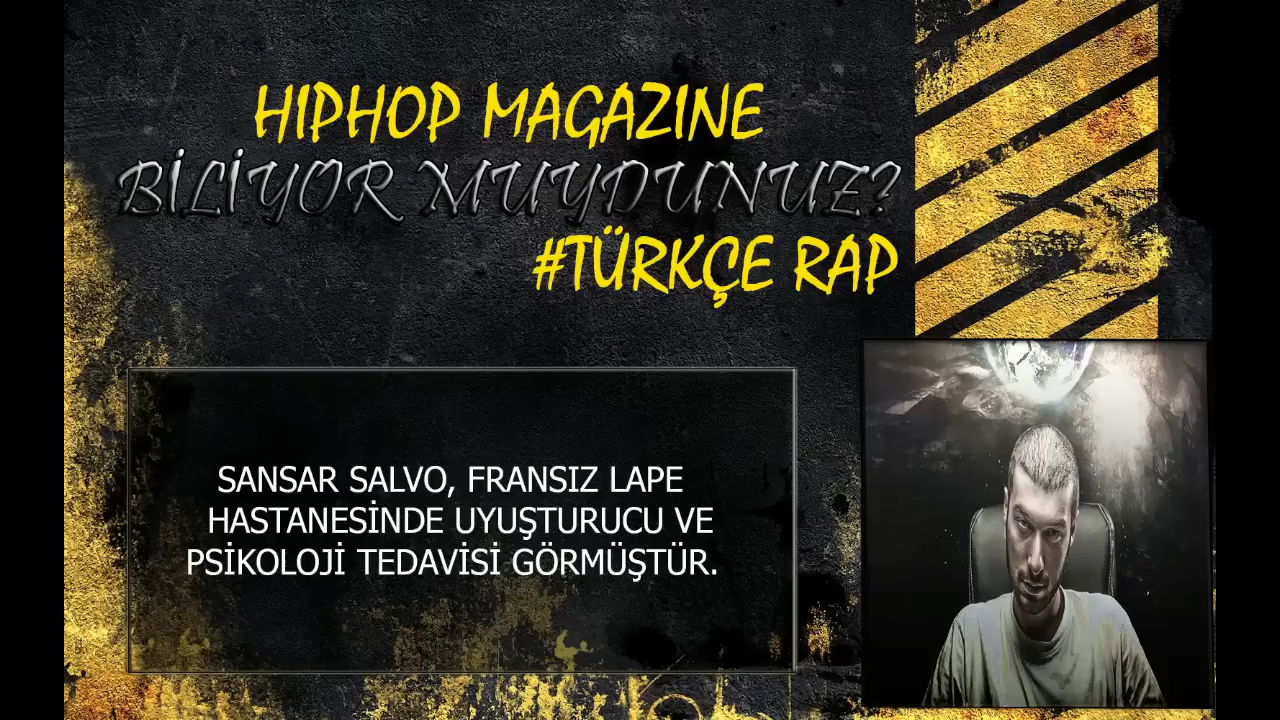 HIPHOP MAGAZINE
BİLİYOR MUYDUNUZ?
#TÜRKÇE RAP
SANSAR SALVO, FRANSIZ LAPE
HASTANESİNDE UYUŞTURUCU VE
PSİKOLOJİ TEDAVİSİ GÖRMÜŞTÜR.